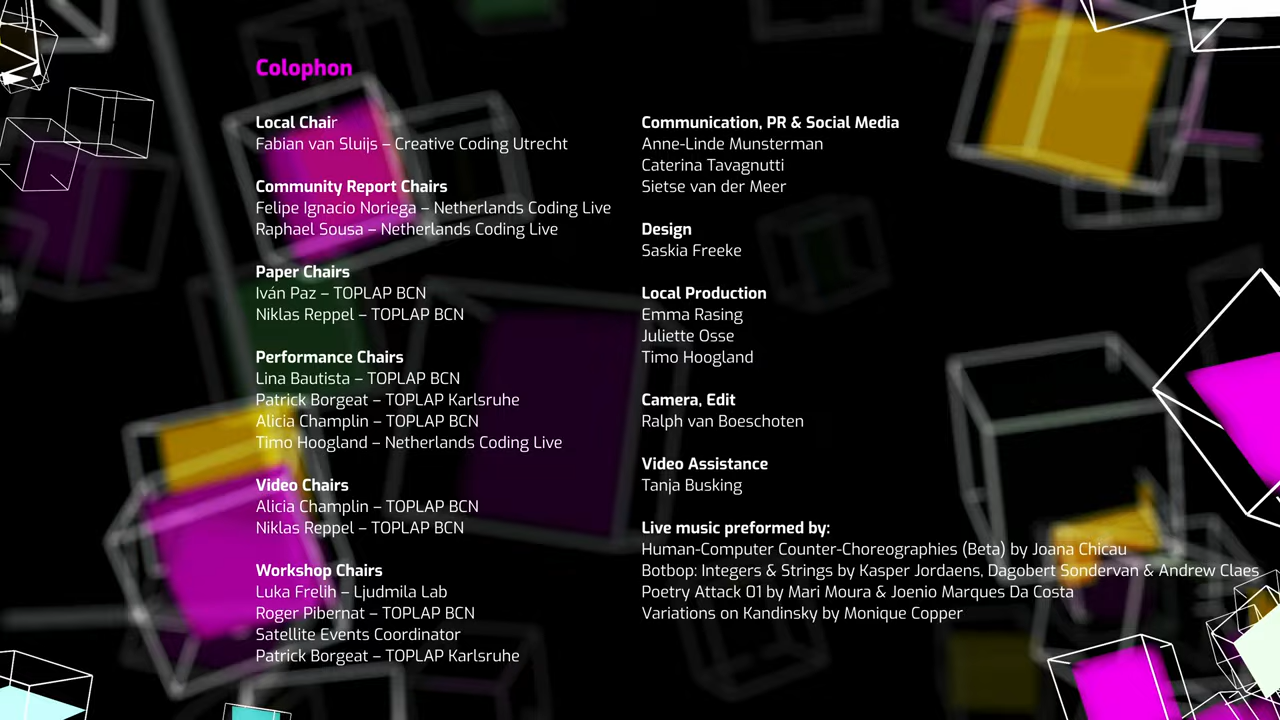 Colophon
Local Chair
Fabian van Sluijs – Creative Coding Utrecht
Community Report Chairs
Felipe Ignacio Noriega – Netherlands Coding Live
Raphael Sousa – Netherlands Coding Live
Paper Chairs
Iván Paz – TOPLAP BCN
Niklas Reppel – TOPLAP BCN
Performance Chairs
Lina Bautista – TOPLAP BCN
Patrick Borgeat – TOPLAP Karlsruhe
Alicia Champlin – TOPLAP BCN
Timo Hoogland – Netherlands Coding Live
Video Chairs
Alicia Champlin – TOPLAP BCN
Niklas Reppel – TOPLAP BCN
Workshop Chairs
Luka Frelih – Ljudmila Lab
Roger Pibernat – TOPLAP BCN
Satellite Events Coordinator
Patrick Borgeat – TOPLAP Karlsruhe
Communication, PR & Social Media
Anne-Linde Munsterman
Caterina Tavagnutti
Sietse van der Meer
Design
Saskia Freeke
Local Production
Emma Rasing
Juliette Osse
Timo Hoogland
Camera, Edit
Ralph van Boeschoten
Video Assistance
Tanja Busking
Live music preformed by:
Human-Computer Counter-Choreographies (Beta) by Joana Chicau
Botbop: Integers & Strings by Kasper Jordaens, Dagobert Sondervan & Andrew Claes
Poetry Attack 01 by Mari Moura & Joenio Marques Da Costa
Variations on Kandinsky by Monique Copper